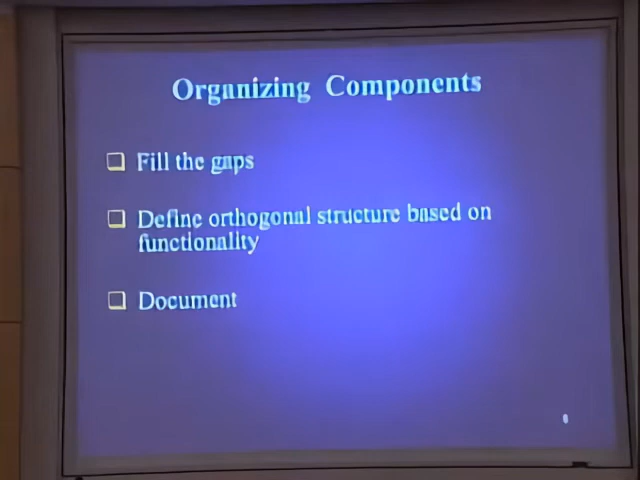 Organizing Components
Fill the gaps
Define orthogonal structure based on
functionality
Document